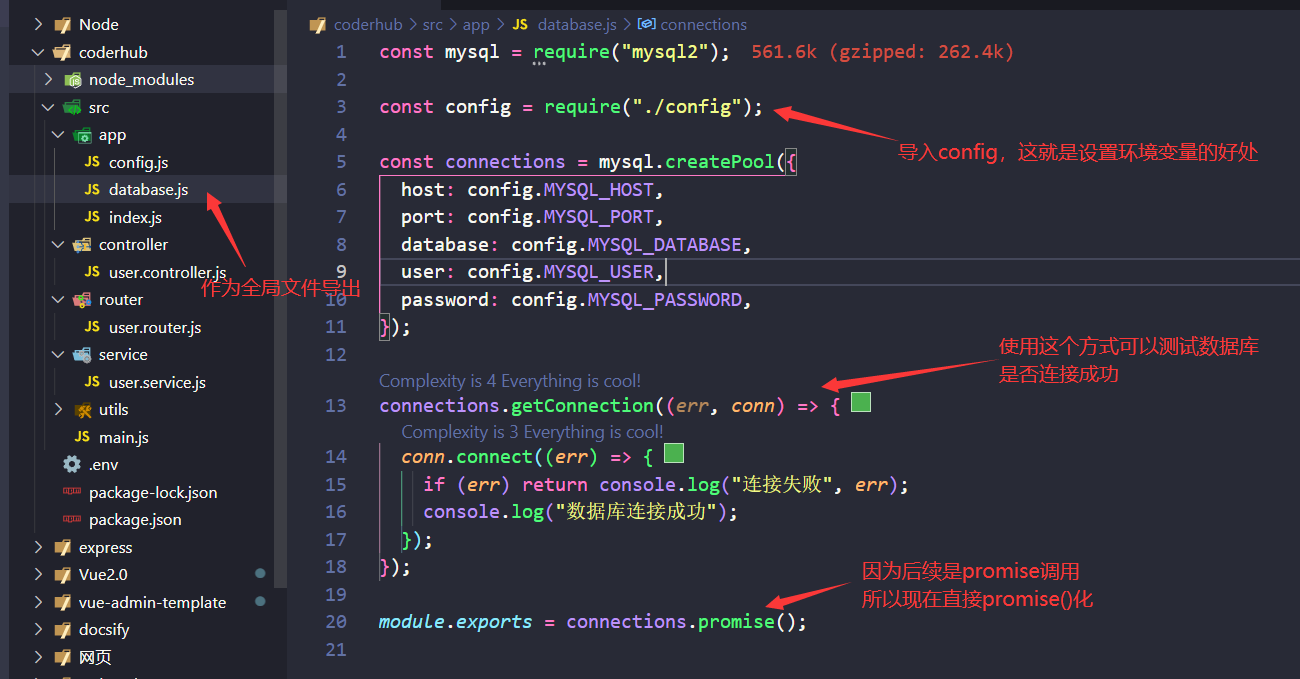 Node
coderhub
node_modules
src
app
JS config.js
JS database.js
JS index.js
controller
JS user.controller.js
作为全局文件导出
router
JS user.router.js
service
JS user.service.js
utils
JS main.js
.env
package-lock.json
package.json
express
Vue2.0
vue-admin-template
docsify
网页
coderhub > src > app > JS database.js > connections
1 const mysql = require("mysql2"); 561.6k (gzipped: 262.4k)
2
3 const config = require("./config");
导入config，这就是设置环境变量的好处
4
5 const connections = mysql.createPool({
6 host: config.MYSQL_HOST,
7 port: config.MYSQL_PORT,
8 database: config.MYSQL_DATABASE,
9 user: config.MYSQL_USER,
10 password: config.MYSQL_PASSWORD,
11 });
12
使用这个方式可以测试数据库
是否连接成功
Complexity is 4 Everything is cool!
13 connections.getConnection((err, conn) => {
Complexity is 3 Everything is cool!
14 conn.connect((err) => {
15 if (err) return console.log("连接失败", err);
16 console.log("数据库连接成功");
17 });
18 });
19
因为后续是promise调用
所以现在直接promise()化
20 module.exports = connections.promise();
21